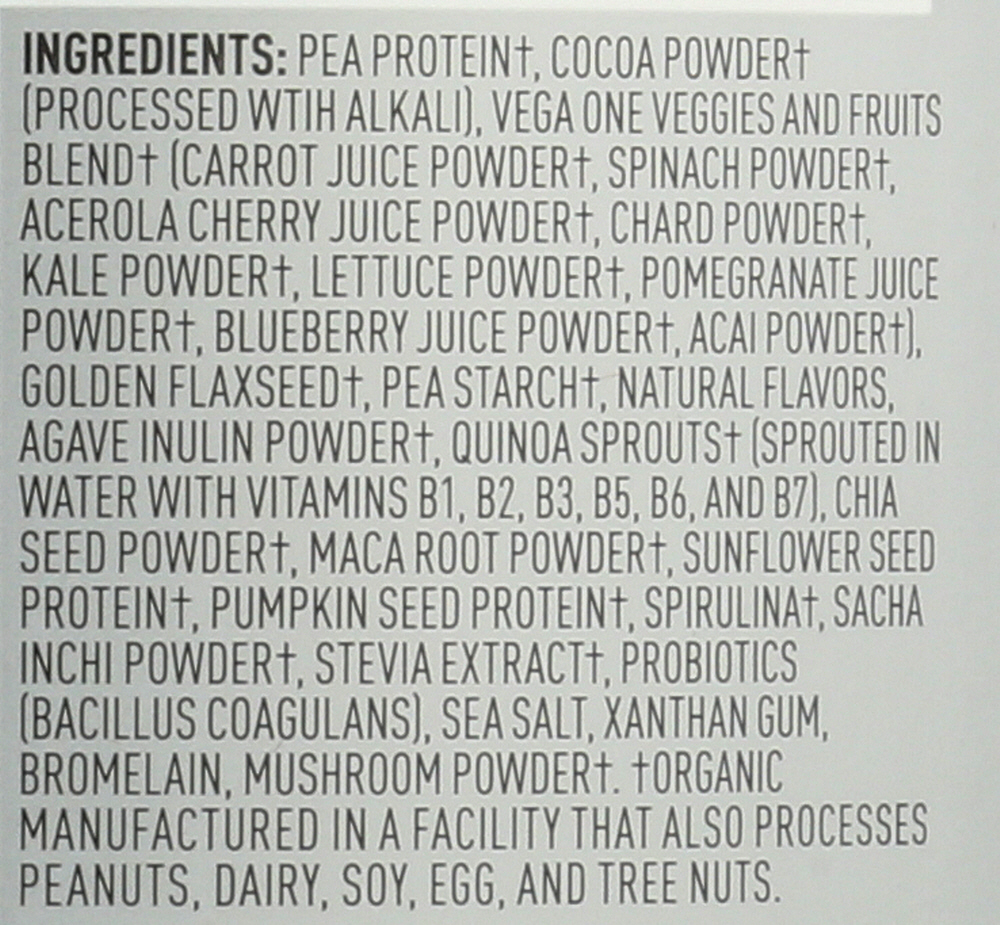 INGREDIENTS: PEA PROTEIN†, COCOA POWDER†
(PROCESSED WTIH ALKALI), VEGA ONE VEGGIES AND FRUITS
BLEND† (CARROT JUICE POWDER†, SPINACH POWDER†,
ACEROLA CHERRY JUICE POWDER†, CHARD POWDER†,
KALE POWDER†, LETTUCE POWDER†, POMEGRANATE JUICE
POWDER†, BLUEBERRY JUICE POWDER†, ACAI POWDER†),
GOLDEN FLAXSEED†, PEA STARCH†, NATURAL FLAVORS,
AGAVE INULIN POWDER†, QUINOA SPROUTS† (SPROUTED IN
WATER WITH VITAMINS B1, B2, B3, B5, B6, AND B7), CHIA
SEED POWDER†, MACA ROOT POWDER†, SUNFLOWER SEED
PROTEIN†, PUMPKIN SEED PROTEIN†, SPIRULINA†, SACHA
INCHI POWDER†, STEVIA EXTRACT†, PROBIOTICS
(BACILLUS COAGULANS), SEA SALT, XANTHAN GUM,
BROMELAIN, MUSHROOM POWDER†. †ORGANIC
MANUFACTURED IN A FACILITY THAT ALSO PROCESSES
PEANUTS, DAIRY, SOY, EGG, AND TREE NUTS.